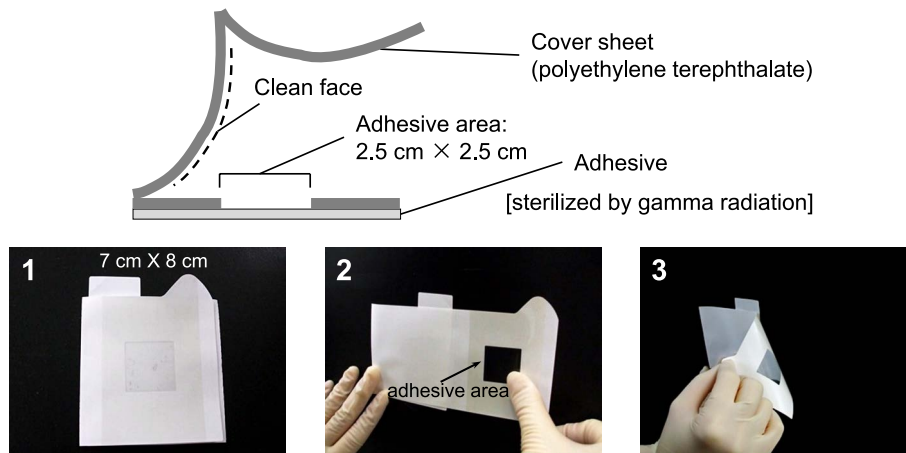 Cover sheet
(polyethylene terephthalate)
Clean face
Adhesive area:
2.5 cm × 2.5 cm
Adhesive
[sterilized by gamma radiation]
1
7 cm X 8 cm
2
adhesive area
3